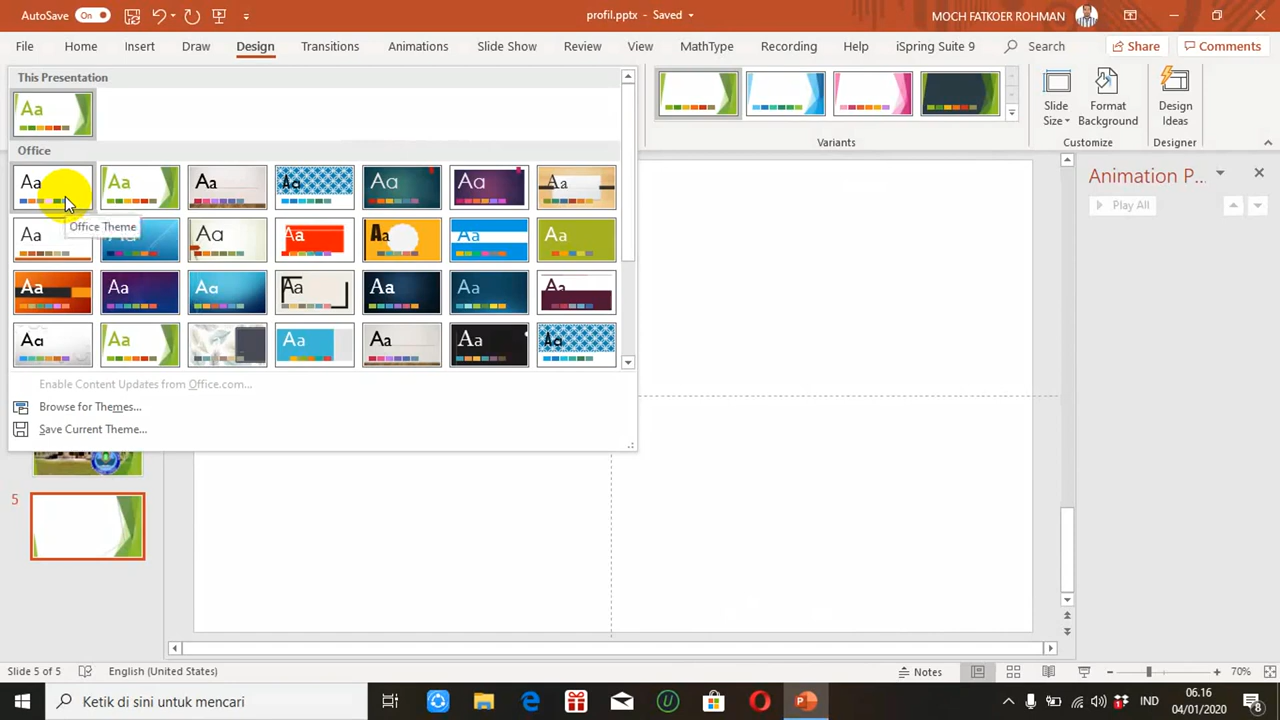 AutoSave On profil.pptx - Saved MOCH FATKOER ROHMAN
File Home Insert Draw Design Transitions Animations Slide Show Review View MathType Recording Help iSpring Suite 9 Search Share Comments
This Presentation
Aa
Office
Aa Aa Aa Aa Aa Aa Aa
Office Theme
Aa Aa Aa Aa Aa Aa
Aa Aa Aa Aa Aa Aa Aa
Aa Aa Aa Aa Aa Aa
Enable Content Updates from Office.com...
Browse for Themes...
Save Current Theme...
Variants
Slide Size
Format Background
Customize
Design Ideas
Designer
Animation P...
Play All
5
Slide 5 of 5 English (United States) Notes 70%
Ketik di sini untuk mencari IND 06.16
04/01/2020 8